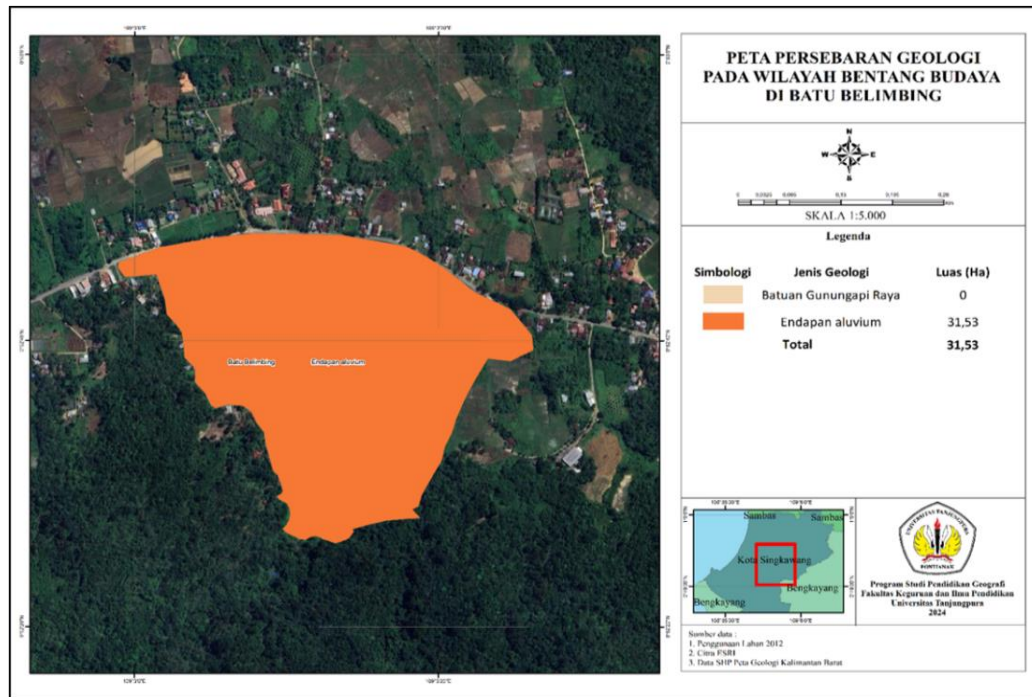 PETA PERSEBARAN GEOLOGI
PADA WILAYAH BENTANG BUDAYA
DI BATU BELIMBING
N
W E
S
SKALA 1:5.000
Legenda
Simbologi Jenis Geologi Luas (Ha)
Batuan Gunungapi Raya 0
Endapan aluvium 31,53
Total 31,53
Batu Belimbing Endapan aluvium
Sambas Sambas
Kota Singkawang
Bengkayang
Bengkayang
UNIVERSITAS TANJUNGPURA
PONTIANAK
Program Studi Pendidikan Geografi
Fakultas Keguruan dan Ilmu Pendidikan
Universitas Tanjungpura
2024
Sumber data :
1. Penggunaan Lahan 2012
2. Citra ESRI
3. Data SHP Peta Geologi Kalimantan Barat